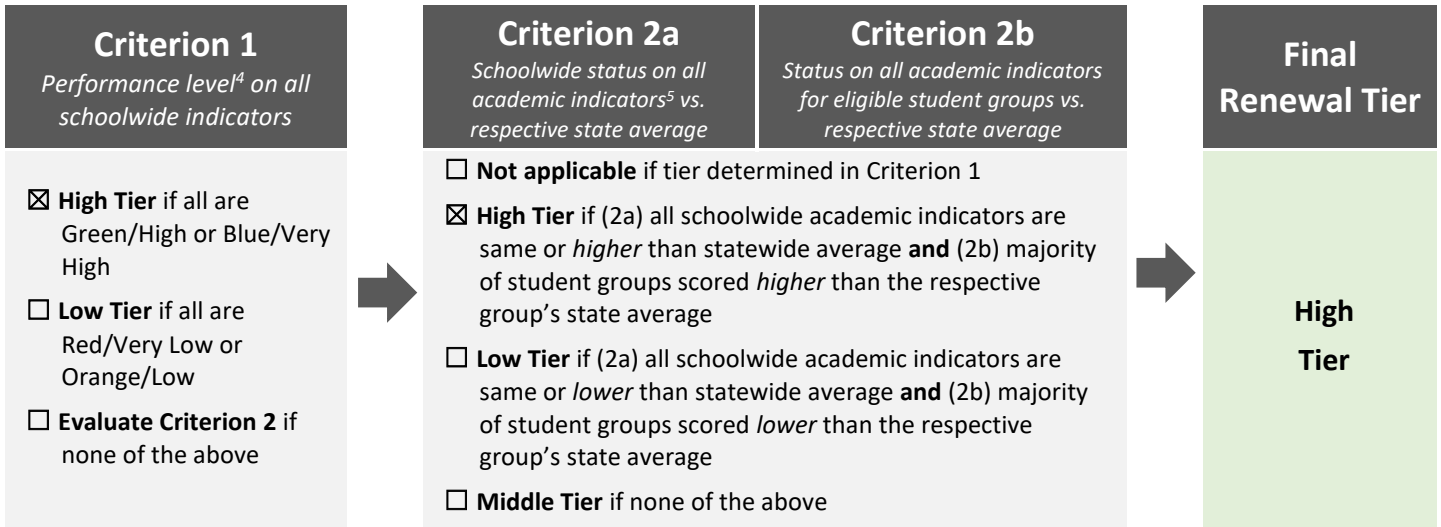 Criterion 1
Performance level⁴ on all
schoolwide indicators
☒ High Tier if all are
Green/High or Blue/Very
High
☐ Low Tier if all are
Red/Very Low or
Orange/Low
☐ Evaluate Criterion 2 if
none of the above
Criterion 2a
Schoolwide status on all
academic indicators⁵ vs.
respective state average
Criterion 2b
Status on all academic indicators
for eligible student groups vs.
respective state average
☐ Not applicable if tier determined in Criterion 1
☒ High Tier if (2a) all schoolwide academic indicators are
same or higher than statewide average and (2b) majority
of student groups scored higher than the respective
group's state average
☐ Low Tier if (2a) all schoolwide academic indicators are
same or lower than statewide average and (2b) majority
of student groups scored lower than the respective
group's state average
☐ Middle Tier if none of the above
Final
Renewal Tier
High
Tier